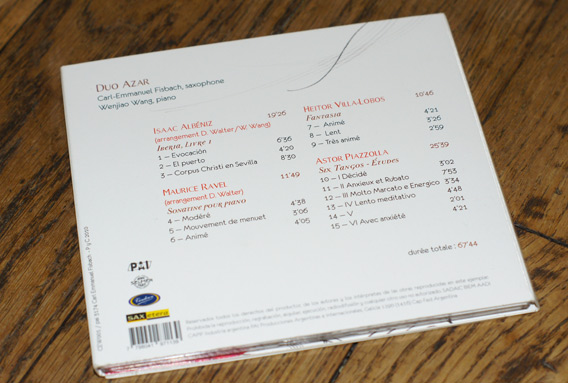 DUO AZAR
Carl-Emmanuel Fisbach, saxophone
Wenjiao Wang, piano
ISAAC ALBÉNIZ 19'26
(arrangement D. Walter/W. Wang)
IBERIA, LIVRE I
1 – Evocación 6'36
2 – El puerto 4'20
3 – Corpus Christi en Sevilla 8'30
MAURICE RAVEL 11'49
(arrangement D. Walter)
SONATINE POUR PIANO
4 – Modéré 4'38
5 – Mouvement de menuet 3'06
6 – Animé 4'05
HEITOR VILLA-LOBOS 10'46
FANTASIA
7 – Animé 4'21
8 – Lent 3'26
9 – Très animé 2'59
ASTOR PIAZZOLLA 25'39
SIX TANGOS-ÉTUDES
10 – I Décidé 3'02
11 – II Anxieux et Rubato 7'53
12 – III Molto Marcato e Energico 3'34
13 – IV Lento meditativo 4'48
14 – V 2'01
15 – VI Avec anxiété 4'21
durée totale : 67'44
PAI
SAX